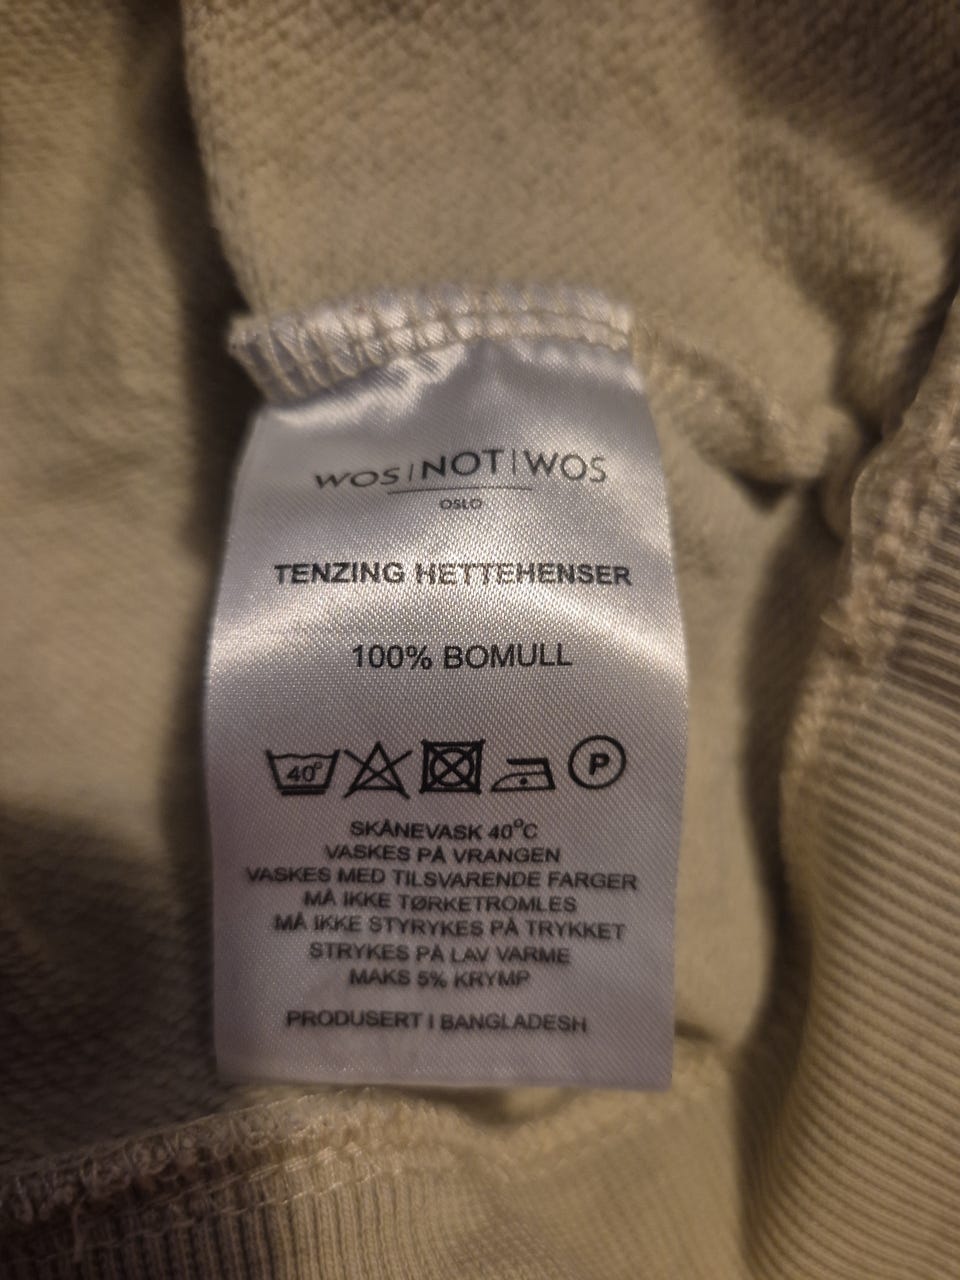 WOS|NOT|WOS
OSLO
TENZING HETTEHENSER
100% BOMULL
40° P
SKÅNEVASK 40°C
VASKES PÅ VRANGEN
VASKES MED TILSVARENDE FARGER
MÅ IKKE TØRKETROMLES
MÅ IKKE STYRYKES PÅ TRYKKET
STRYKES PÅ LAV VARME
MAKS 5% KRYMP
PRODUSERT I BANGLADESH